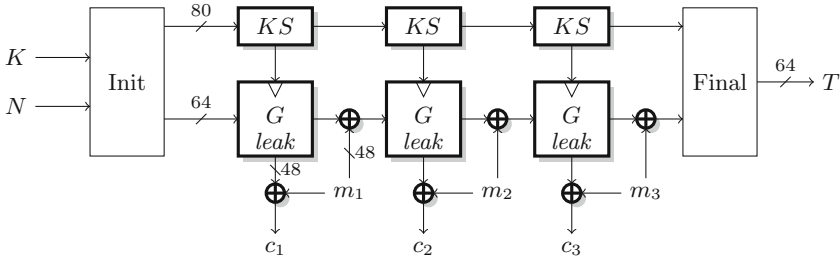 80 KS KS KS
K
Init
Final
64
T
N
64
G
leak
G
leak
G
leak
48
48
m₁
m₂
m₃
c₁
c₂
c₃